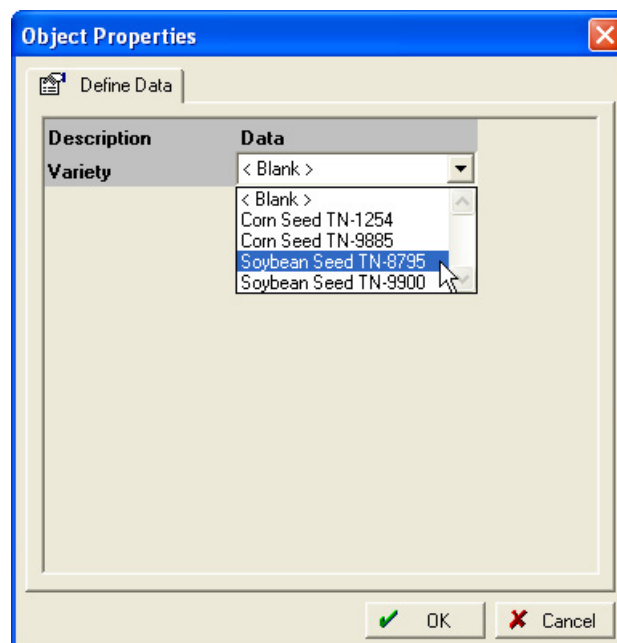 Object Properties
Define Data
Description Data
Variety < Blank >
< Blank >
Corn Seed TN-1254
Corn Seed TN-9885
Soybean Seed TN-8795
Soybean Seed TN-9900
OK Cancel